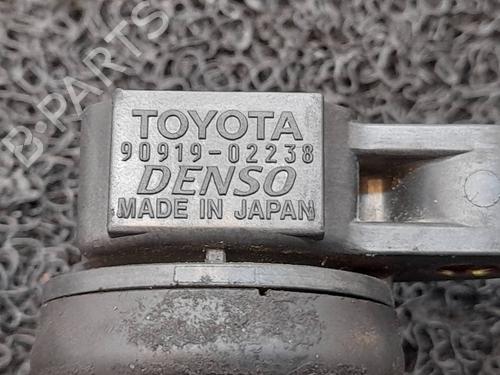 TOYOTA
90919-02238
DENSO
MADE IN JAPAN
B-PARTS